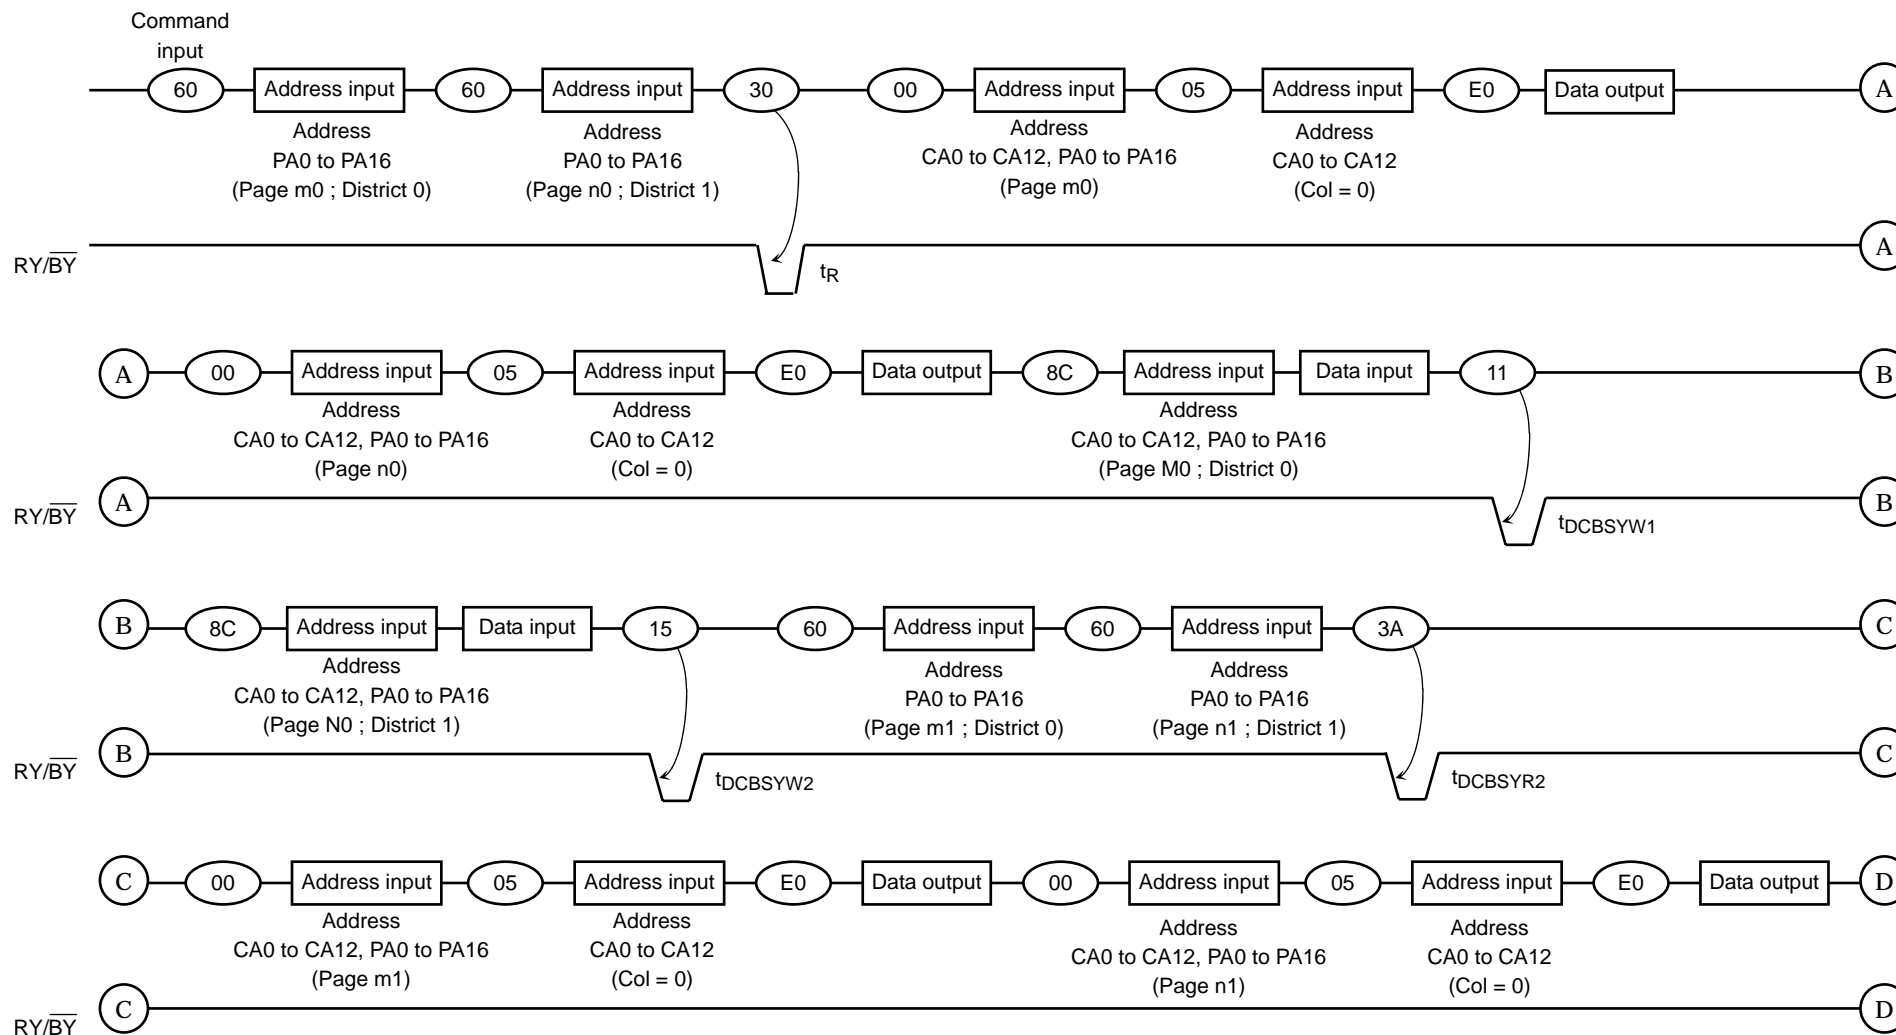 Command
input
60 Address input 60 Address input 30 00 Address input 05 Address input E0 Data output A
Address
PA0 to PA16
(Page m0 ; District 0)
Address
PA0 to PA16
(Page n0 ; District 1)
Address
CA0 to CA12, PA0 to PA16
(Page m0)
Address
CA0 to CA12
(Col = 0)
RY/BY tR A
A 00 Address input 05 Address input E0 Data output 8C Address input Data input 11 B
Address
CA0 to CA12, PA0 to PA16
(Page n0)
Address
CA0 to CA12
(Col = 0)
Address
CA0 to CA12, PA0 to PA16
(Page M0 ; District 0)
RY/BY A tDCBSYW1 B
B 8C Address input Data input 15 60 Address input 60 Address input 3A C
Address
CA0 to CA12, PA0 to PA16
(Page N0 ; District 1)
Address
PA0 to PA16
(Page m1 ; District 0)
Address
PA0 to PA16
(Page n1 ; District 1)
RY/BY B tDCBSYW2 tDCBSYR2 C
C 00 Address input 05 Address input E0 Data output 00 Address input 05 Address input E0 Data output D
Address
CA0 to CA12, PA0 to PA16
(Page m1)
Address
CA0 to CA12
(Col = 0)
Address
CA0 to CA12, PA0 to PA16
(Page n1)
Address
CA0 to CA12
(Col = 0)
RY/BY C D